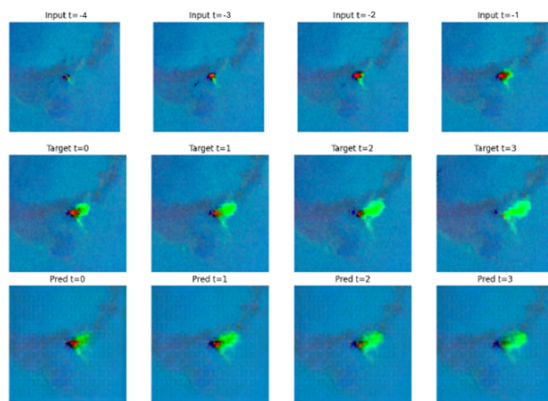 Input t=-4
Input t=-3
Input t=-2
Input t=-1
Target t=0
Target t=1
Target t=2
Target t=3
Pred t=0
Pred t=1
Pred t=2
Pred t=3